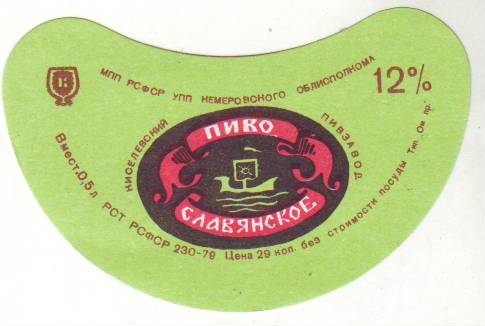 МПП РСФСР УПП КЕМЕРОВСКОГО ОБЛИСПОЛКОМА
12%
КИСЕЛЕВСКИЙ ПИВЗАВОД
ПИВО
СЛАВЯНСКОЕ
Вмест. 0,5 л РСТ РСФСР 230-79 Цена 29 коп. без стоимости посуды Тип.